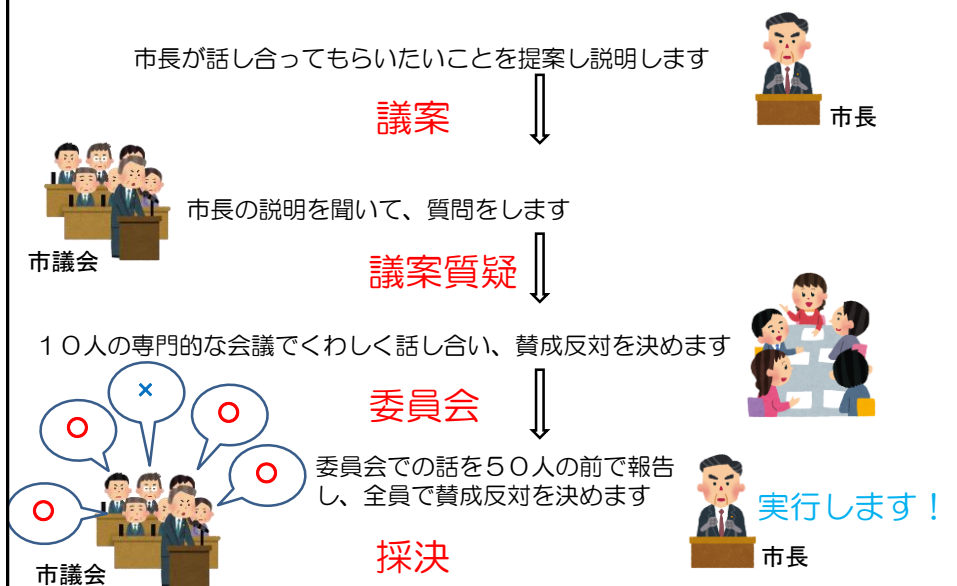 市長が話し合ってもらいたいことを提案し説明します
議案
市長
市長の説明を聞いて、質問をします
市議会
議案質疑
１０人の専門的な会議でくわしく話し合い、賛成反対を決めます
×
○
○
委員会
○
○
委員会での話を５０人の前で報告
し、全員で賛成反対を決めます
実行します！
採決
市長
市議会